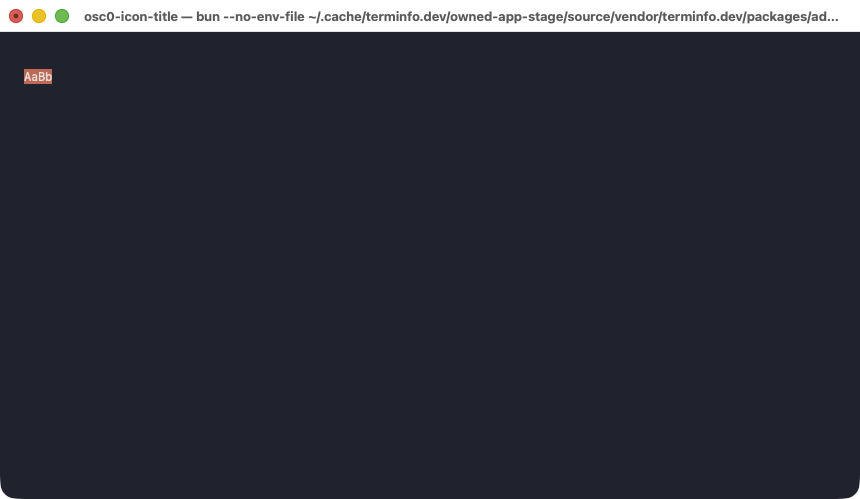 osc0-icon-title — bun --no-env-file ~/.cache/terminfo.dev/owned-app-stage/source/vendor/terminfo.dev/packages/ad...
AaBb